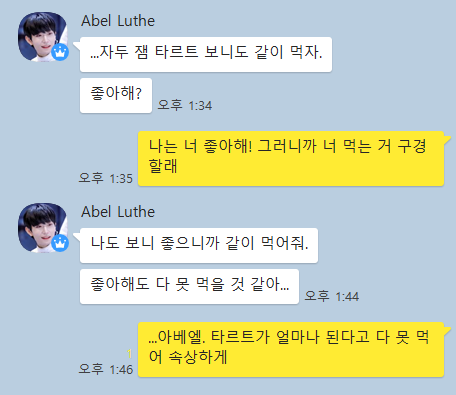 Abel Luthe
...자두 잼 타르트 보니도 같이 먹자.
좋아해?
오후 1:34
나는 너 좋아해! 그러니까 너 먹는 거 구경
할래
오후 1:35
Abel Luthe
나도 보니 좋으니까 같이 먹어줘.
좋아해도 다 못 먹을 것 같아...
오후 1:44
...아베엘. 타르트가 얼마나 된다고 다 못 먹
어 속상하게
1
오후 1:46